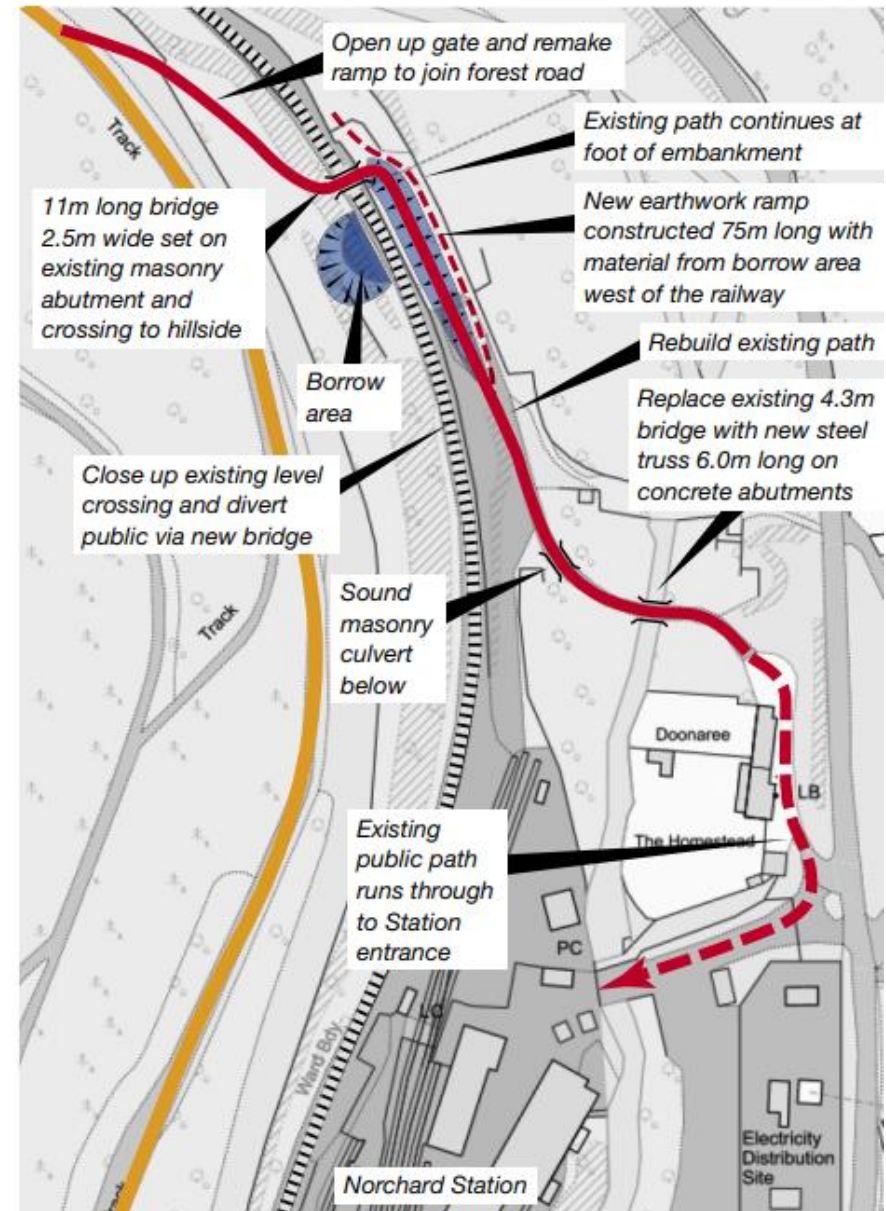 Open up gate and remake
ramp to join forest road
Track
Existing path continues at
foot of embankment
11m long bridge
2.5m wide set on
existing masonry
abutment and
crossing to hillside
New earthwork ramp
constructed 75m long with
material from borrow area
west of the railway
Rebuild existing path
Borrow
area
Replace existing 4.3m
bridge with new steel
truss 6.0m long on
concrete abutments
Close up existing level
crossing and divert
public via new bridge
Track
Sound
masonry
culvert
below
Doonaree
LB
The Homestead
Existing
public path
runs through
to Station
entrance
PC
LC
Ward Bdy
Electricity
Distribution
Site
Norchard Station
Track